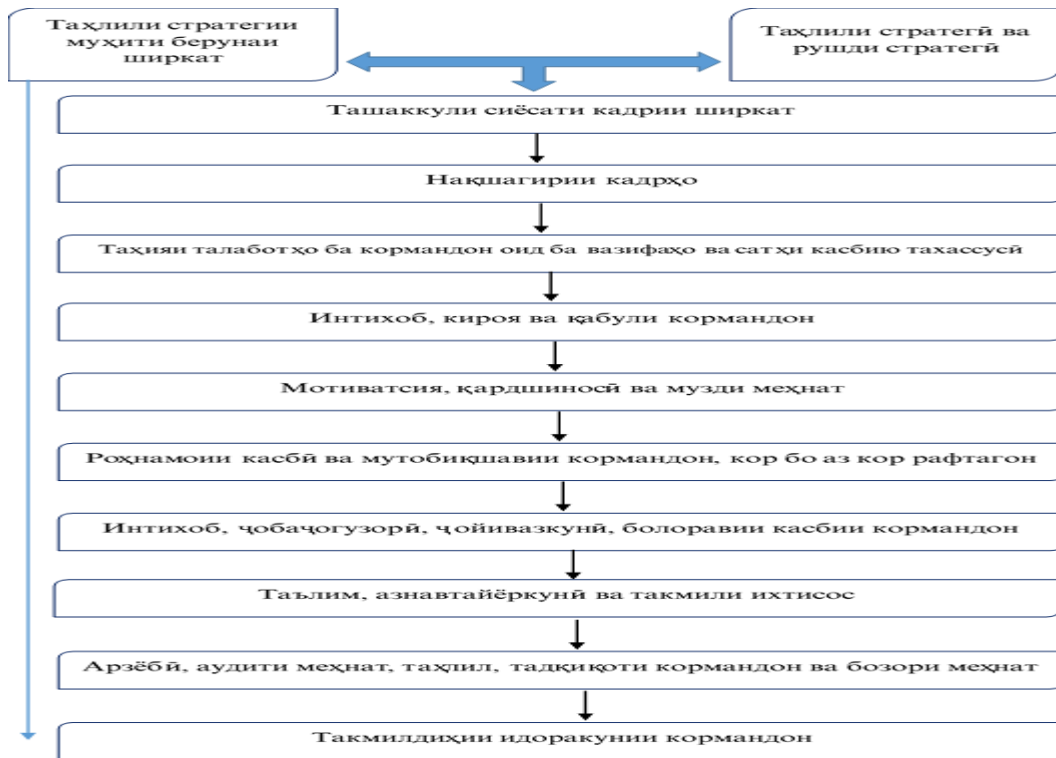 Таҳлили стратегии
муҳити берунаи
ширкат
Таҳлили стратегӣ ва
рушди стратегӣ
Ташаккули сиёсати кадрии ширкат
Нақшагирии кадрҳо
Таҳияи талаботҳо ба кормандон оид ба вазифаҳо ва сатҳи касбию тахассусӣ
Интихоб, кироя ва қабули кормандон
Мотиватсия, қардшиносӣ ва музди меҳнат
Роҳнамоии касбӣ ва мутобиқшавии кормандон, кор бо аз кор рафтагон
Интихоб, ҷобаҷогузорӣ, ҷойивазкунӣ, болоравии касбии кормандон
Таълим, азнавтайёркунӣ ва такмили ихтисос
Арзёбӣ, аудити меҳнат, таҳлил, тадқиқоти кормандон ва бозори меҳнат
Такмилдиҳии идоракунии кормандон